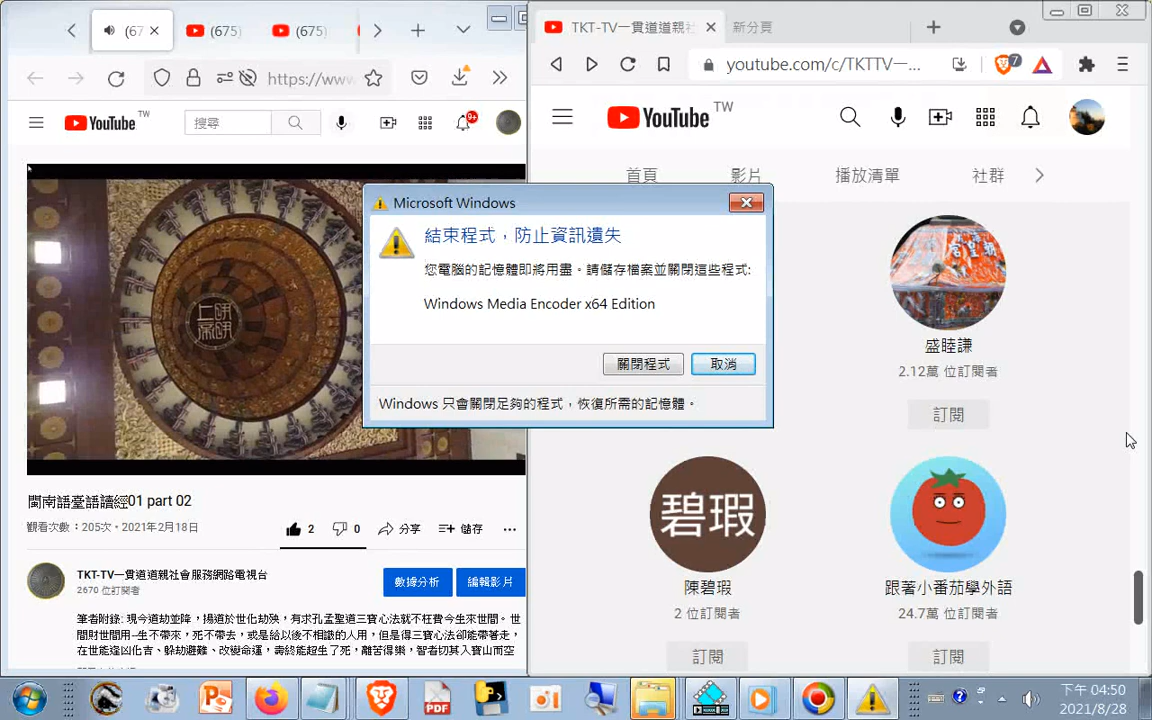 (67
(675)
(675)
https://www
YouTube TW
搜尋
9+
閩南語臺語讀經01 part 02
觀看次數：205次・2021年2月18日
2
0
分享
儲存
TKT-TV一貫道道親社會服務網路電視台
2670 位訂閱者
數據分析
編輯影片
筆者附錄: 現今道劫並降，揚道於世化劫殃，有求孔孟聖道三寶心法就不枉費今生來世間。世
間財世間用--生不帶來，死不帶去，或是給以後不相識的人用，但是得三寶心法卻能帶著走，
在世能逢凶化吉、躲劫避難、改變命運，壽終能超生了死，離苦得樂，智者切其入寶山而空
TKT-TV一貫道道親社
新分頁
youtube.com/c/TKTTV一...
7
YouTube TW
首頁
影片
播放清單
社群
Microsoft Windows
結束程式，防止資訊遺失
您電腦的記憶體即將用盡。請儲存檔案並關閉這些程式:
Windows Media Encoder x64 Edition
關閉程式
取消
Windows 只會關閉足夠的程式，恢復所需的記憶體。
盛睦謙
2.12萬 位訂閱者
訂閱
碧瑕
陳碧瑕
2 位訂閱者
訂閱
跟著小番茄學外語
24.7萬 位訂閱者
訂閱
PDF
下午 04:50
2021/8/28